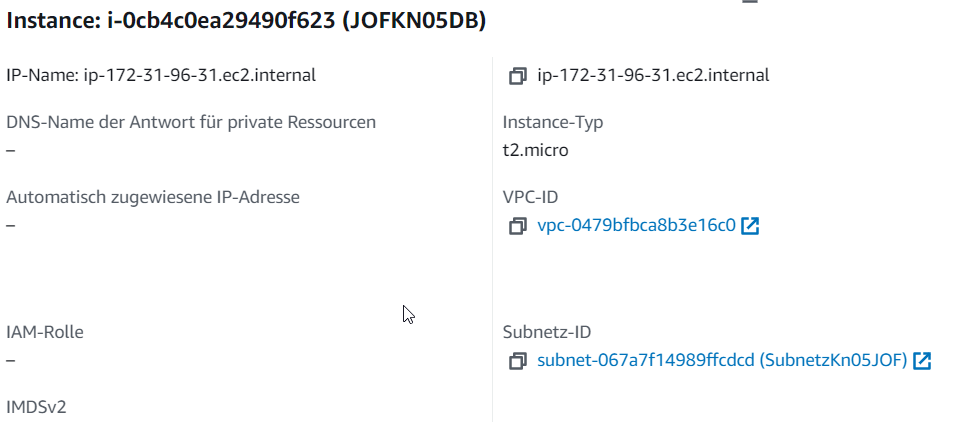 Instance: i-0cb4c0ea29490f623 (JOFKN05DB)
IP-Name: ip-172-31-96-31.ec2.internal
ip-172-31-96-31.ec2.internal
DNS-Name der Antwort für private Ressourcen
–
Instance-Typ
t2.micro
Automatisch zugewiesene IP-Adresse
–
VPC-ID
vpc-0479bfbca8b3e16c0
IAM-Rolle
–
Subnetz-ID
subnet-067a7f14989ffcdcd (SubnetzKn05JOF)
IMDSv2